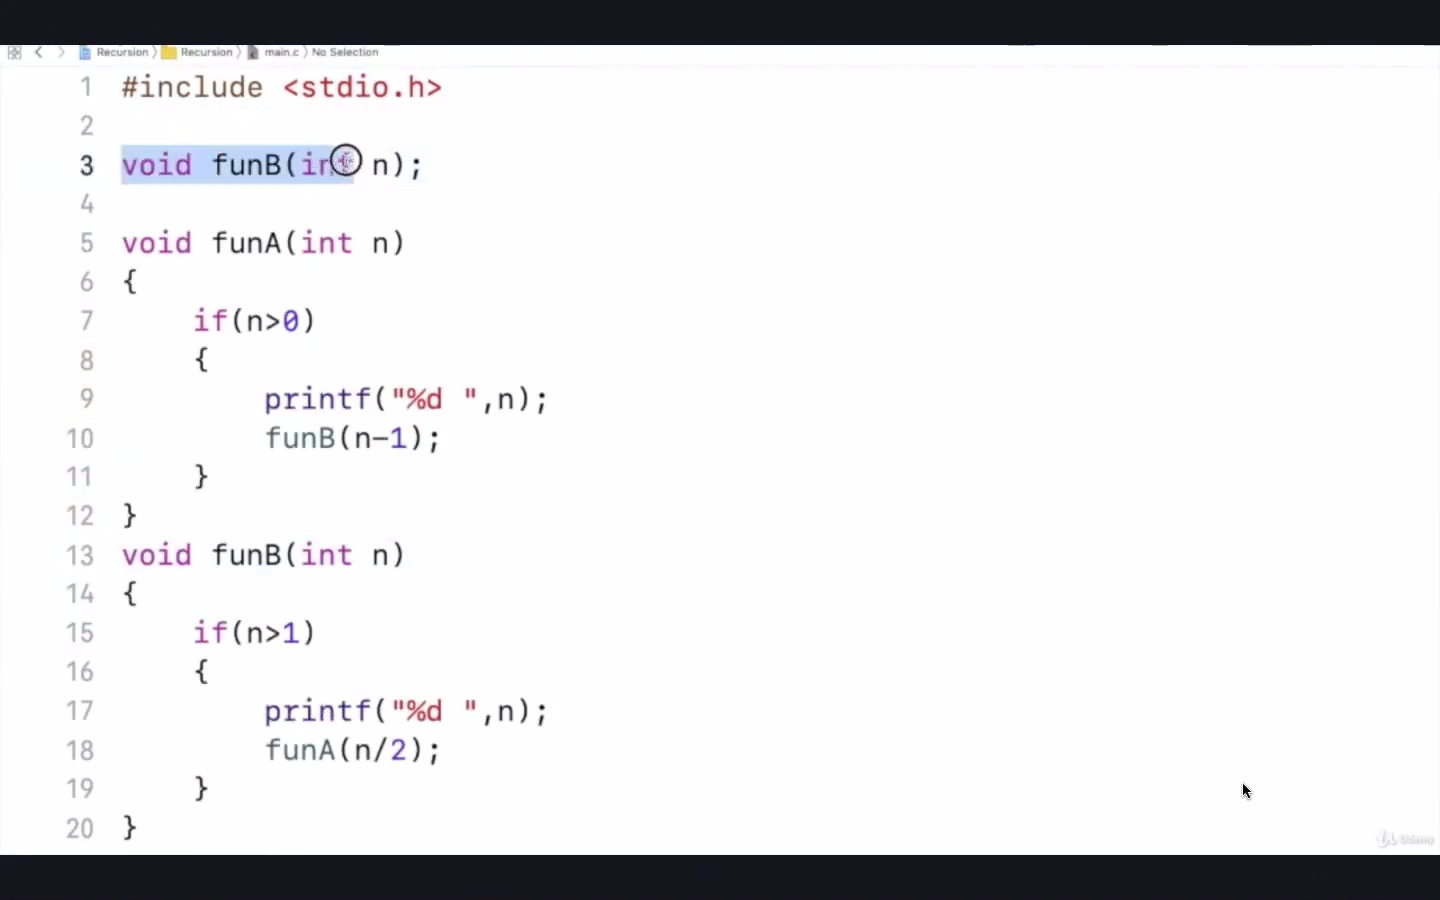 Recursion Recursion main.c No Selection
1 #include <stdio.h>
2
3 void funB(int n);
4
5 void funA(int n)
6 {
7 if(n>0)
8 {
9 printf("%d ",n);
10 funB(n-1);
11 }
12 }
13 void funB(int n)
14 {
15 if(n>1)
16 {
17 printf("%d ",n);
18 funA(n/2);
19 }
20 }
Udemy